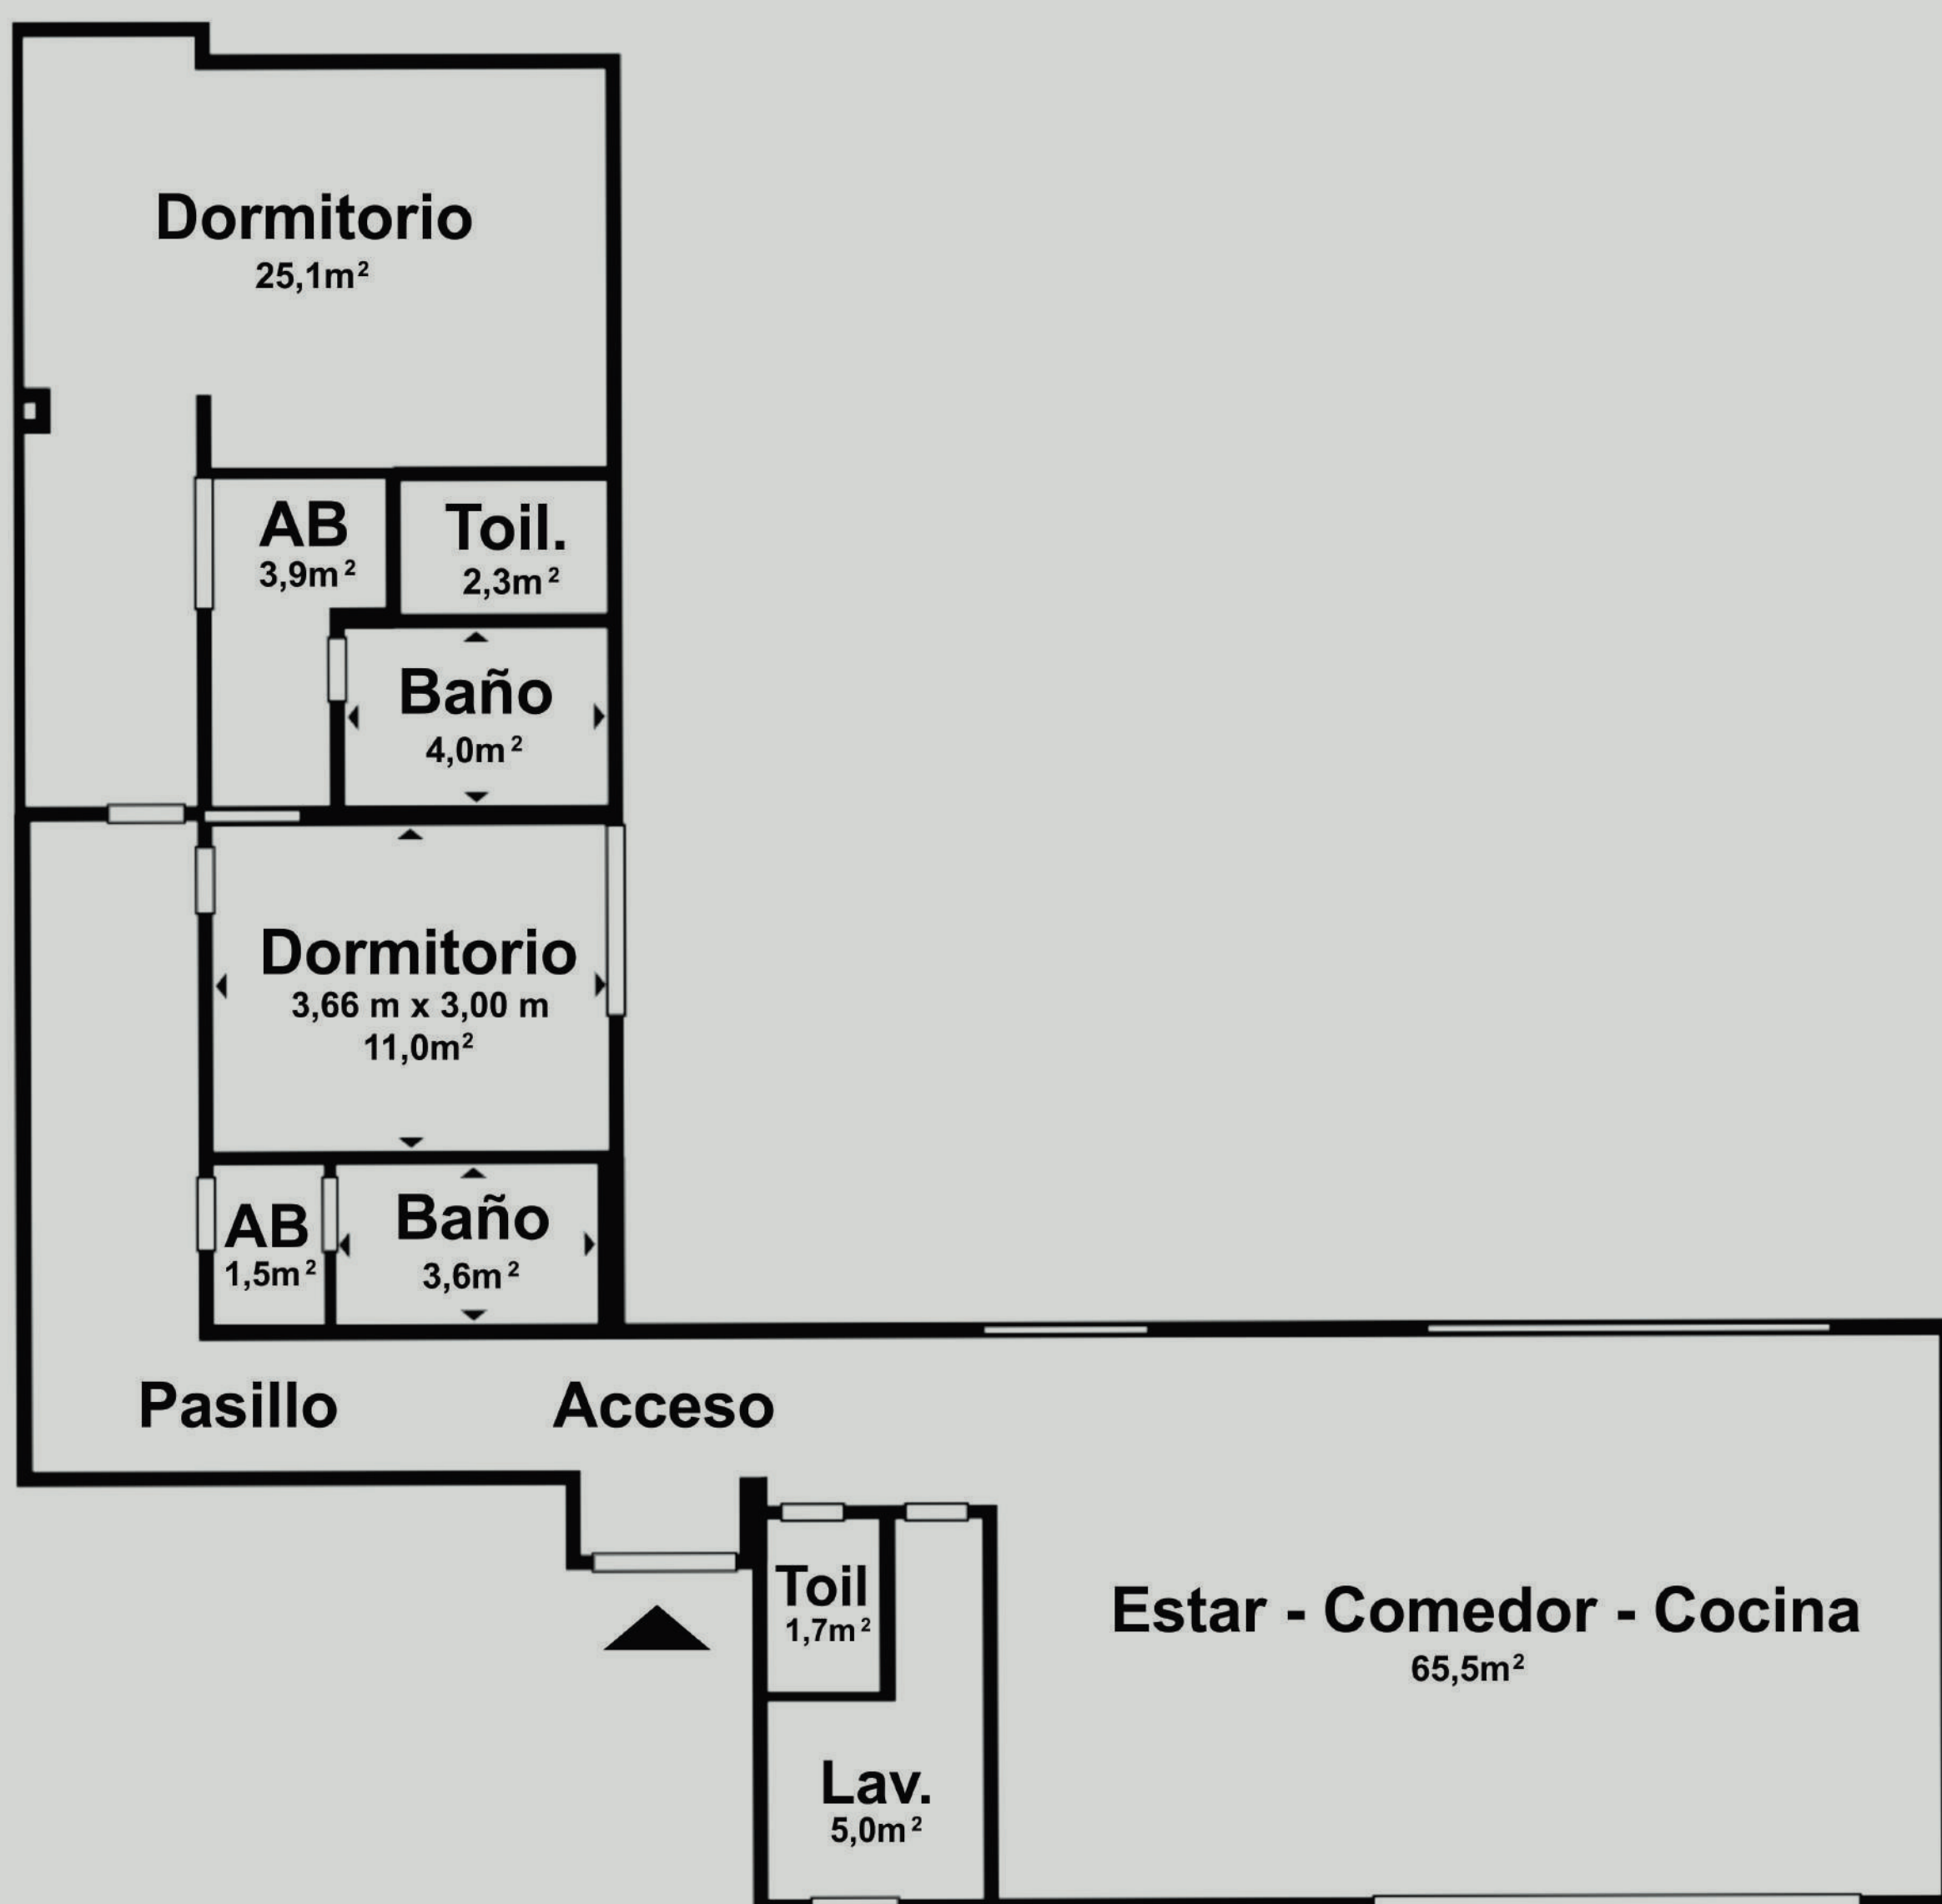 Dormitorio
25,1m²
AB
3,9m²
Toil.
2,3m²
Baño
4,0m²
Dormitorio
3,66 m x 3,00 m
11,0m²
AB
1,5m²
Baño
3,6m²
Pasillo
Acceso
Toil
1,7m²
Estar - Comedor - Cocina
65,5m²
Lav.
5,0m²